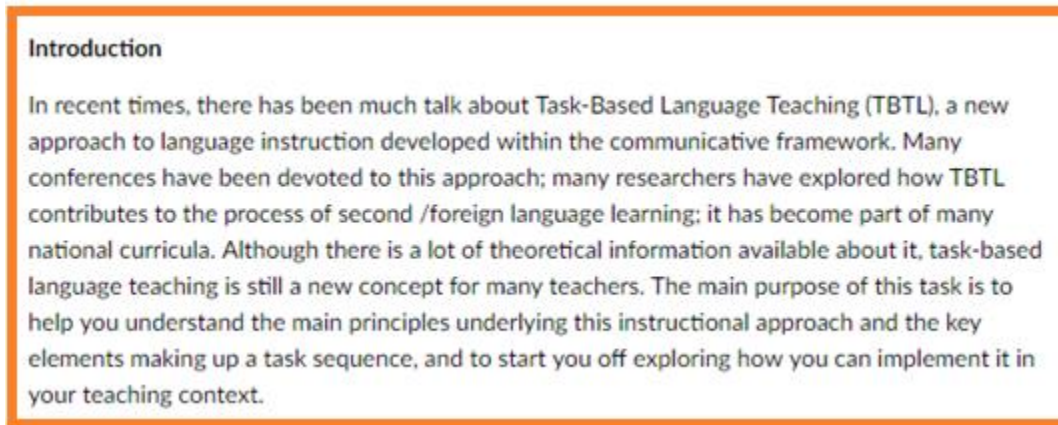 Introduction
In recent times, there has been much talk about Task-Based Language Teaching (TBTL), a new
approach to language instruction developed within the communicative framework. Many
conferences have been devoted to this approach; many researchers have explored how TBTL
contributes to the process of second /foreign language learning; it has become part of many
national curricula. Although there is a lot of theoretical information available about it, task-based
language teaching is still a new concept for many teachers. The main purpose of this task is to
help you understand the main principles underlying this instructional approach and the key
elements making up a task sequence, and to start you off exploring how you can implement it in
your teaching context.